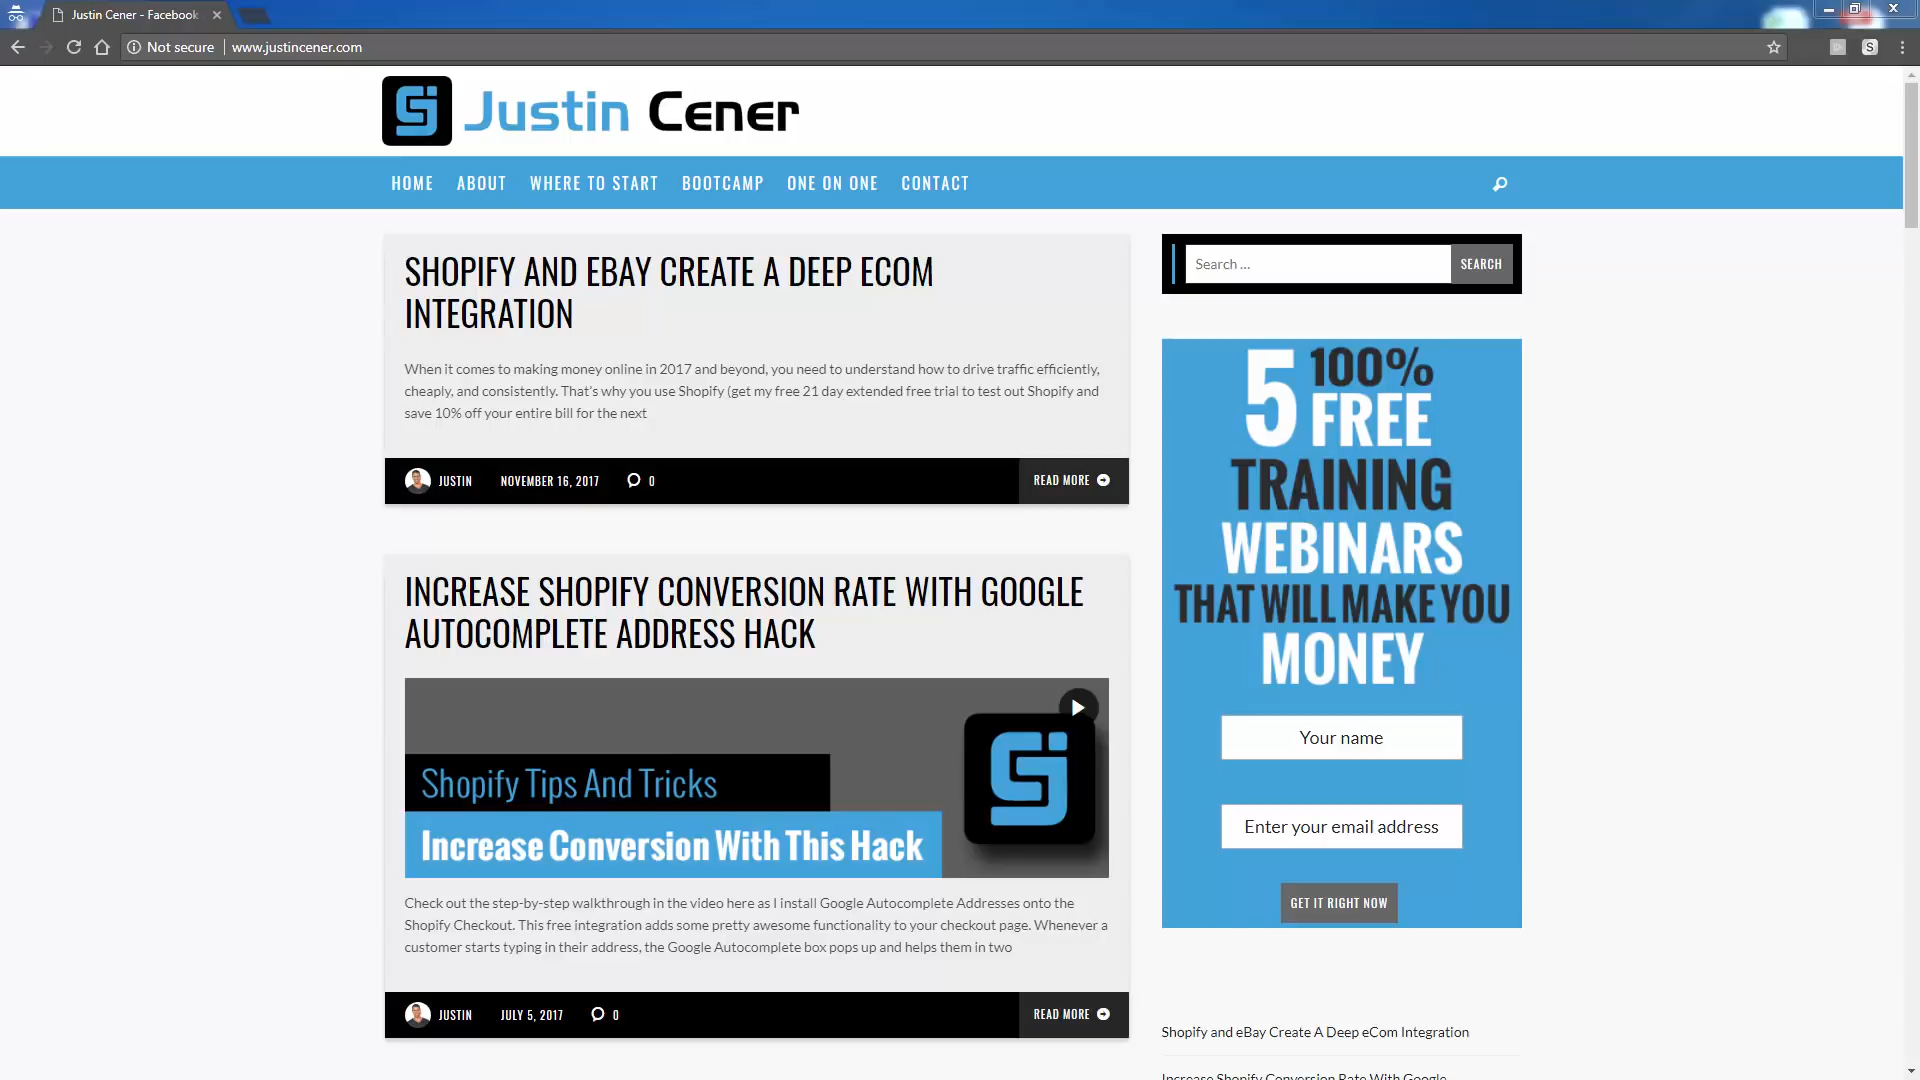 Justin Cener - Facebook
Not secure
www.justincener.com
S
Justin Cener
HOME ABOUT WHERE TO START BOOTCAMP ONE ON ONE CONTACT
SHOPIFY AND EBAY CREATE A DEEP ECOM
INTEGRATION
When it comes to making money online in 2017 and beyond, you need to understand how to drive traffic efficiently,
cheaply, and consistently. That's why you use Shopify (get my free 21 day extended free trial to test out Shopify and
save 10% off your entire bill for the next
JUSTIN NOVEMBER 16, 2017 0 READ MORE
INCREASE SHOPIFY CONVERSION RATE WITH GOOGLE
AUTOCOMPLETE ADDRESS HACK
Shopify Tips And Tricks
Increase Conversion With This Hack
Check out the step-by-step walkthrough in the video here as I install Google Autocomplete Addresses onto the
Shopify Checkout. This free integration adds some pretty awesome functionality to your checkout page. Whenever a
customer starts typing in their address, the Google Autocomplete box pops up and helps them in two
JUSTIN JULY 5, 2017 0 READ MORE
Search ... SEARCH
5 100%
FREE
TRAINING
WEBINARS
THAT WILL MAKE YOU
MONEY
Your name
Enter your email address
GET IT RIGHT NOW
Shopify and eBay Create A Deep eCom Integration
Increase Shopify Conversion Rate With Google